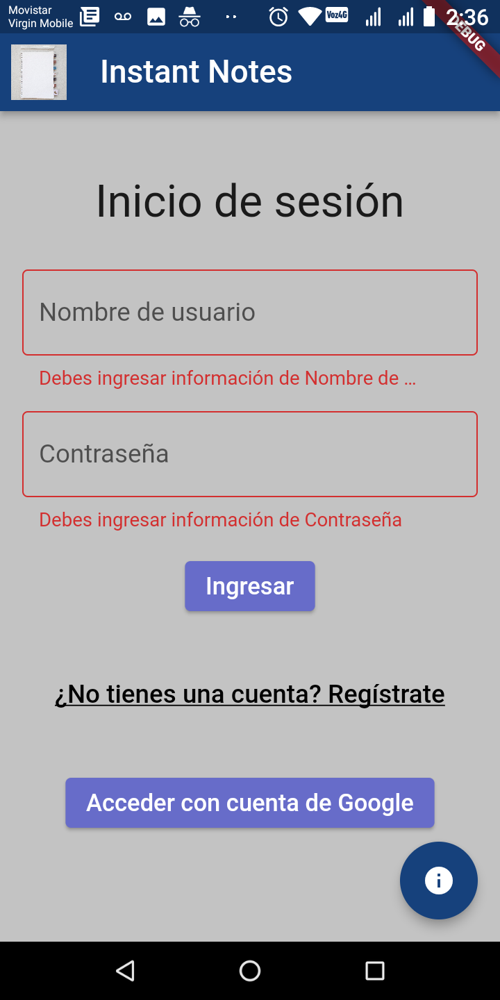 Movistar
Virgin Mobile
Voz4G
2:36
DEBUG
Instant Notes
Inicio de sesión
Nombre de usuario
Debes ingresar información de Nombre de ...
Contraseña
Debes ingresar información de Contraseña
Ingresar
¿No tienes una cuenta? Regístrate
Acceder con cuenta de Google